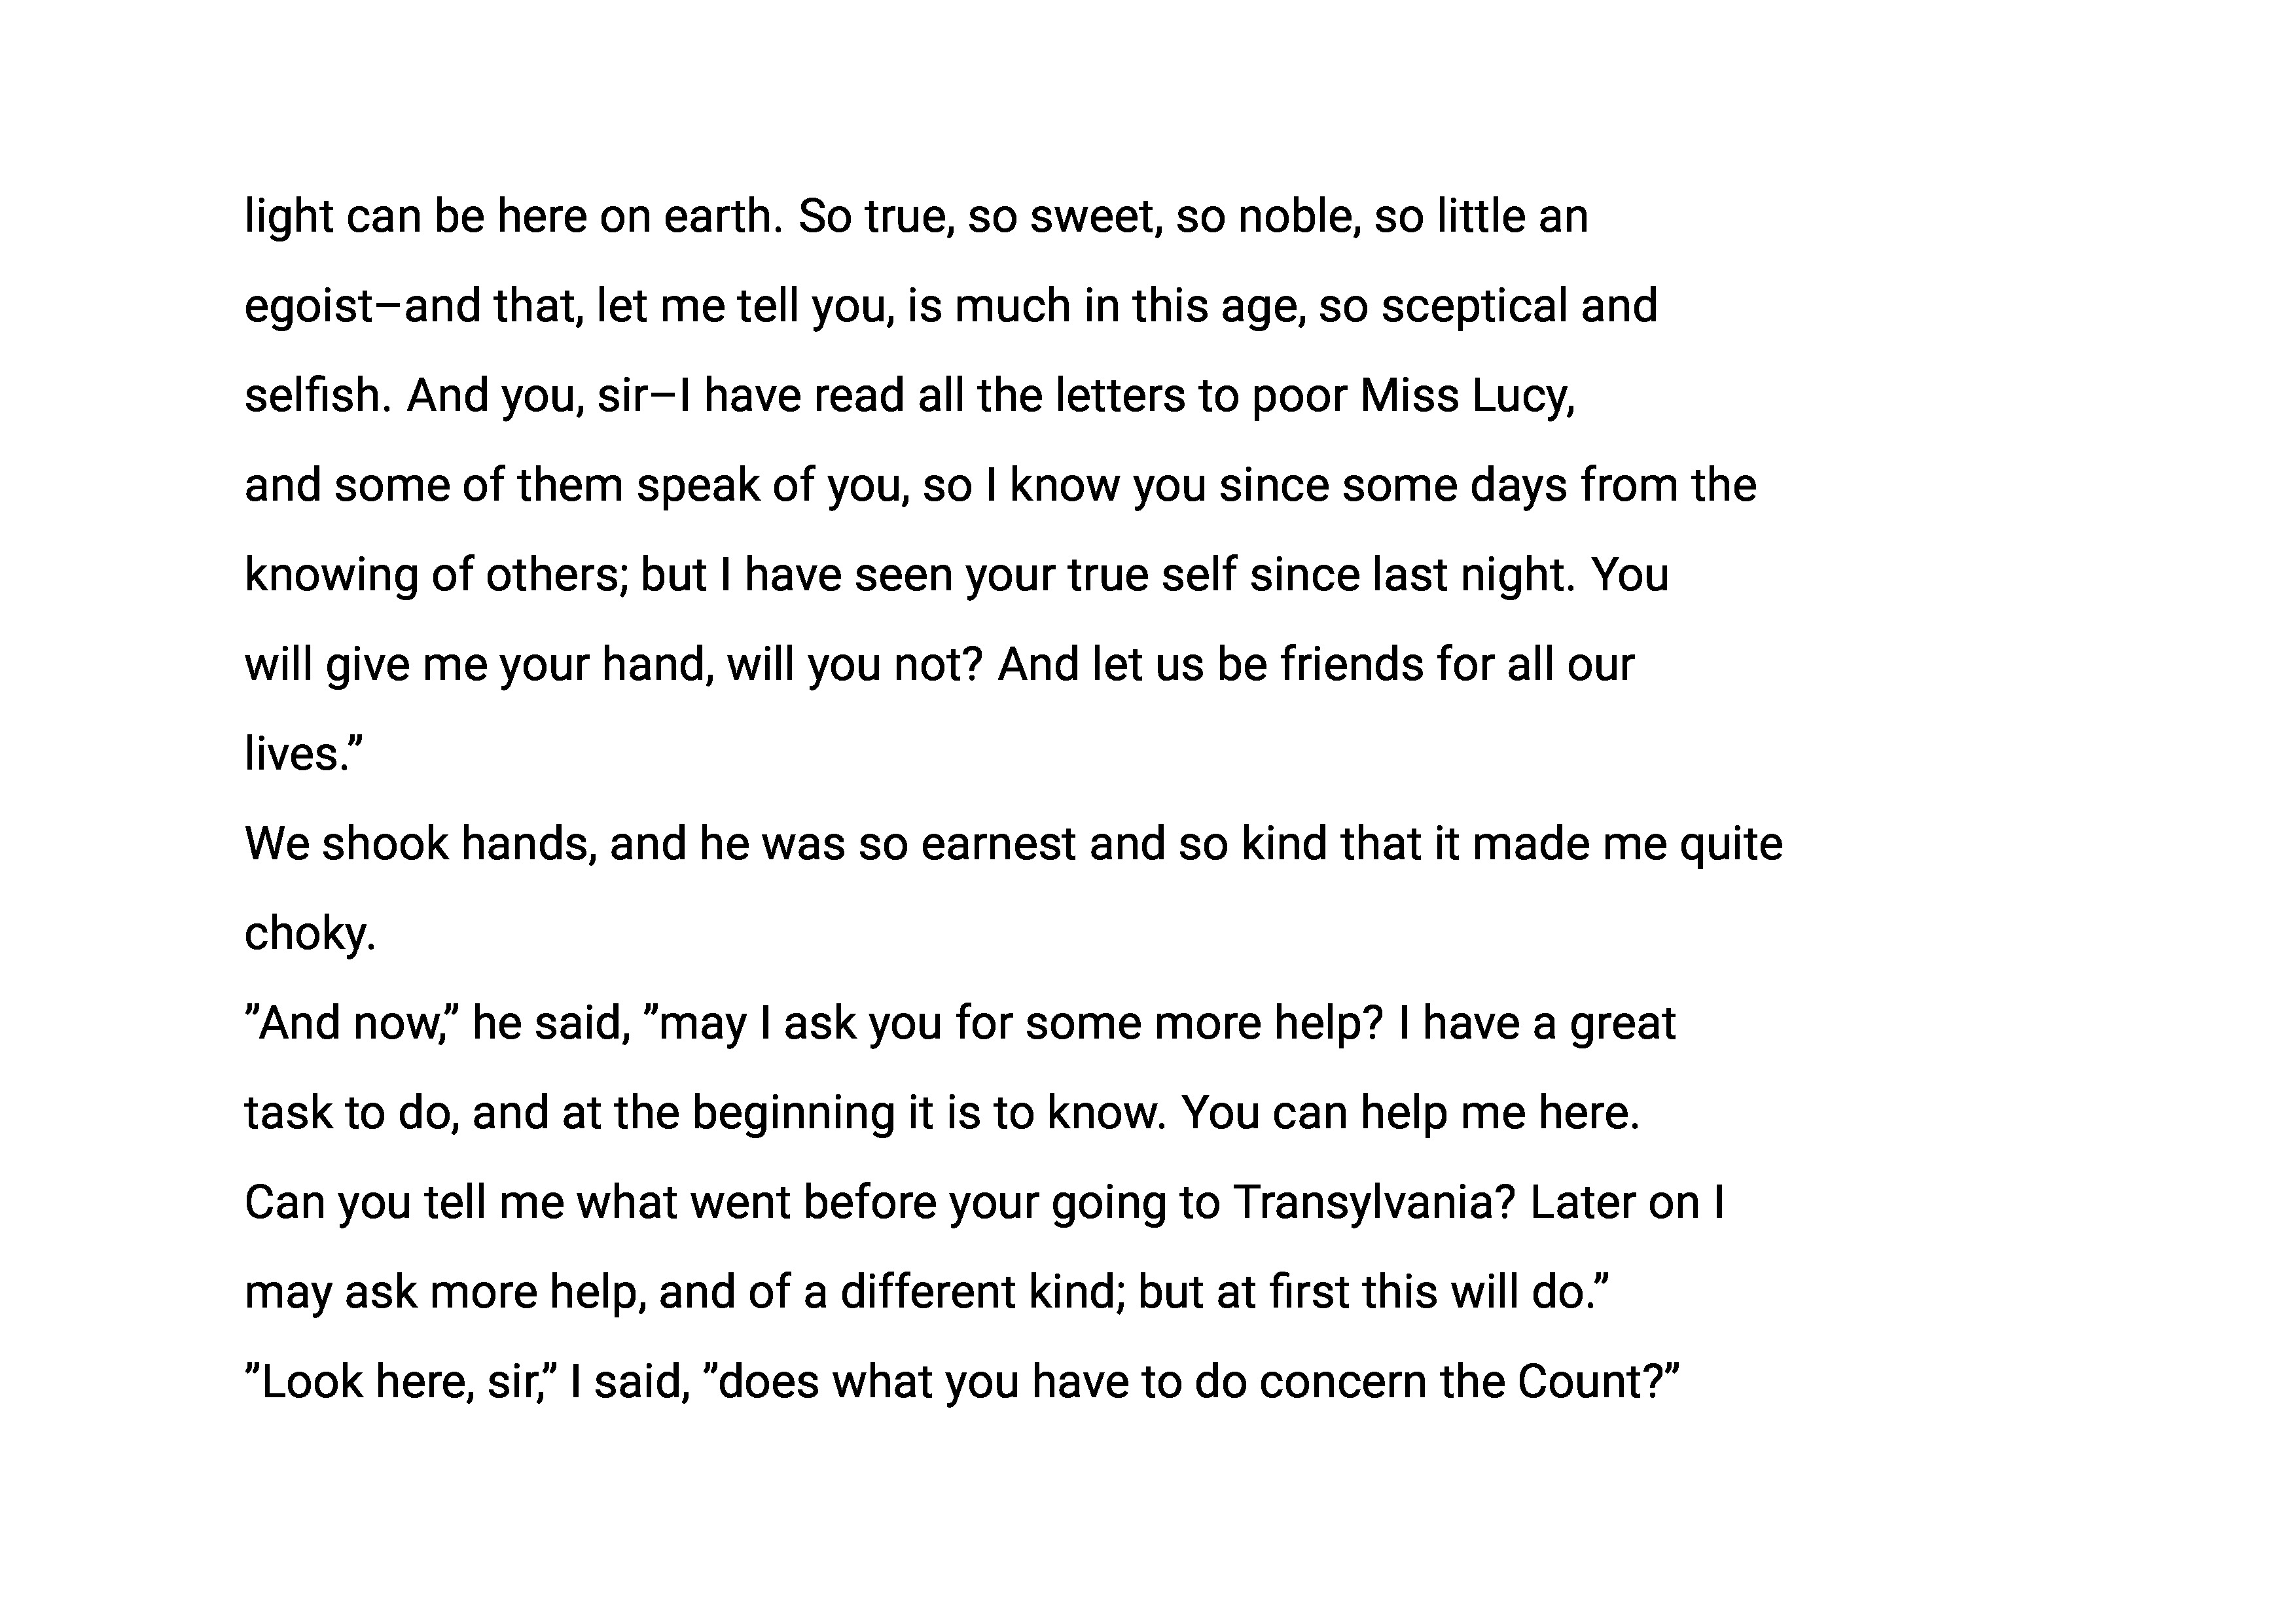 light can be here on earth. So true, so sweet, so noble, so little an
egoist–and that, let me tell you, is much in this age, so sceptical and
selfish. And you, sir–I have read all the letters to poor Miss Lucy,
and some of them speak of you, so I know you since some days from the
knowing of others; but I have seen your true self since last night. You
will give me your hand, will you not? And let us be friends for all our
lives.”
We shook hands, and he was so earnest and so kind that it made me quite
choky.
”And now,” he said, ”may I ask you for some more help? I have a great
task to do, and at the beginning it is to know. You can help me here.
Can you tell me what went before your going to Transylvania? Later on I
may ask more help, and of a different kind; but at first this will do.”
”Look here, sir,” I said, ”does what you have to do concern the Count?”